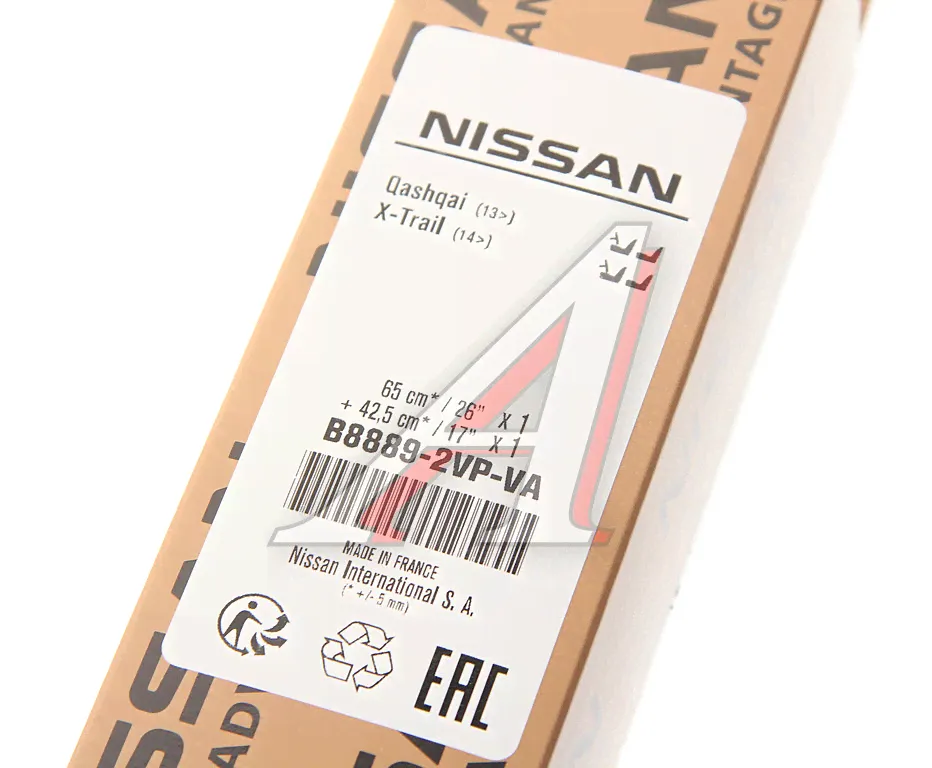 NISSAN
Qashqai (13>)
X-Trail (14>)
65 cm* / 26" x 1
+ 42,5 cm* / 17" x 1
B8889-2VP-VA
MADE IN FRANCE
Nissan International S. A.
(* +/- 5 mm)
EAC